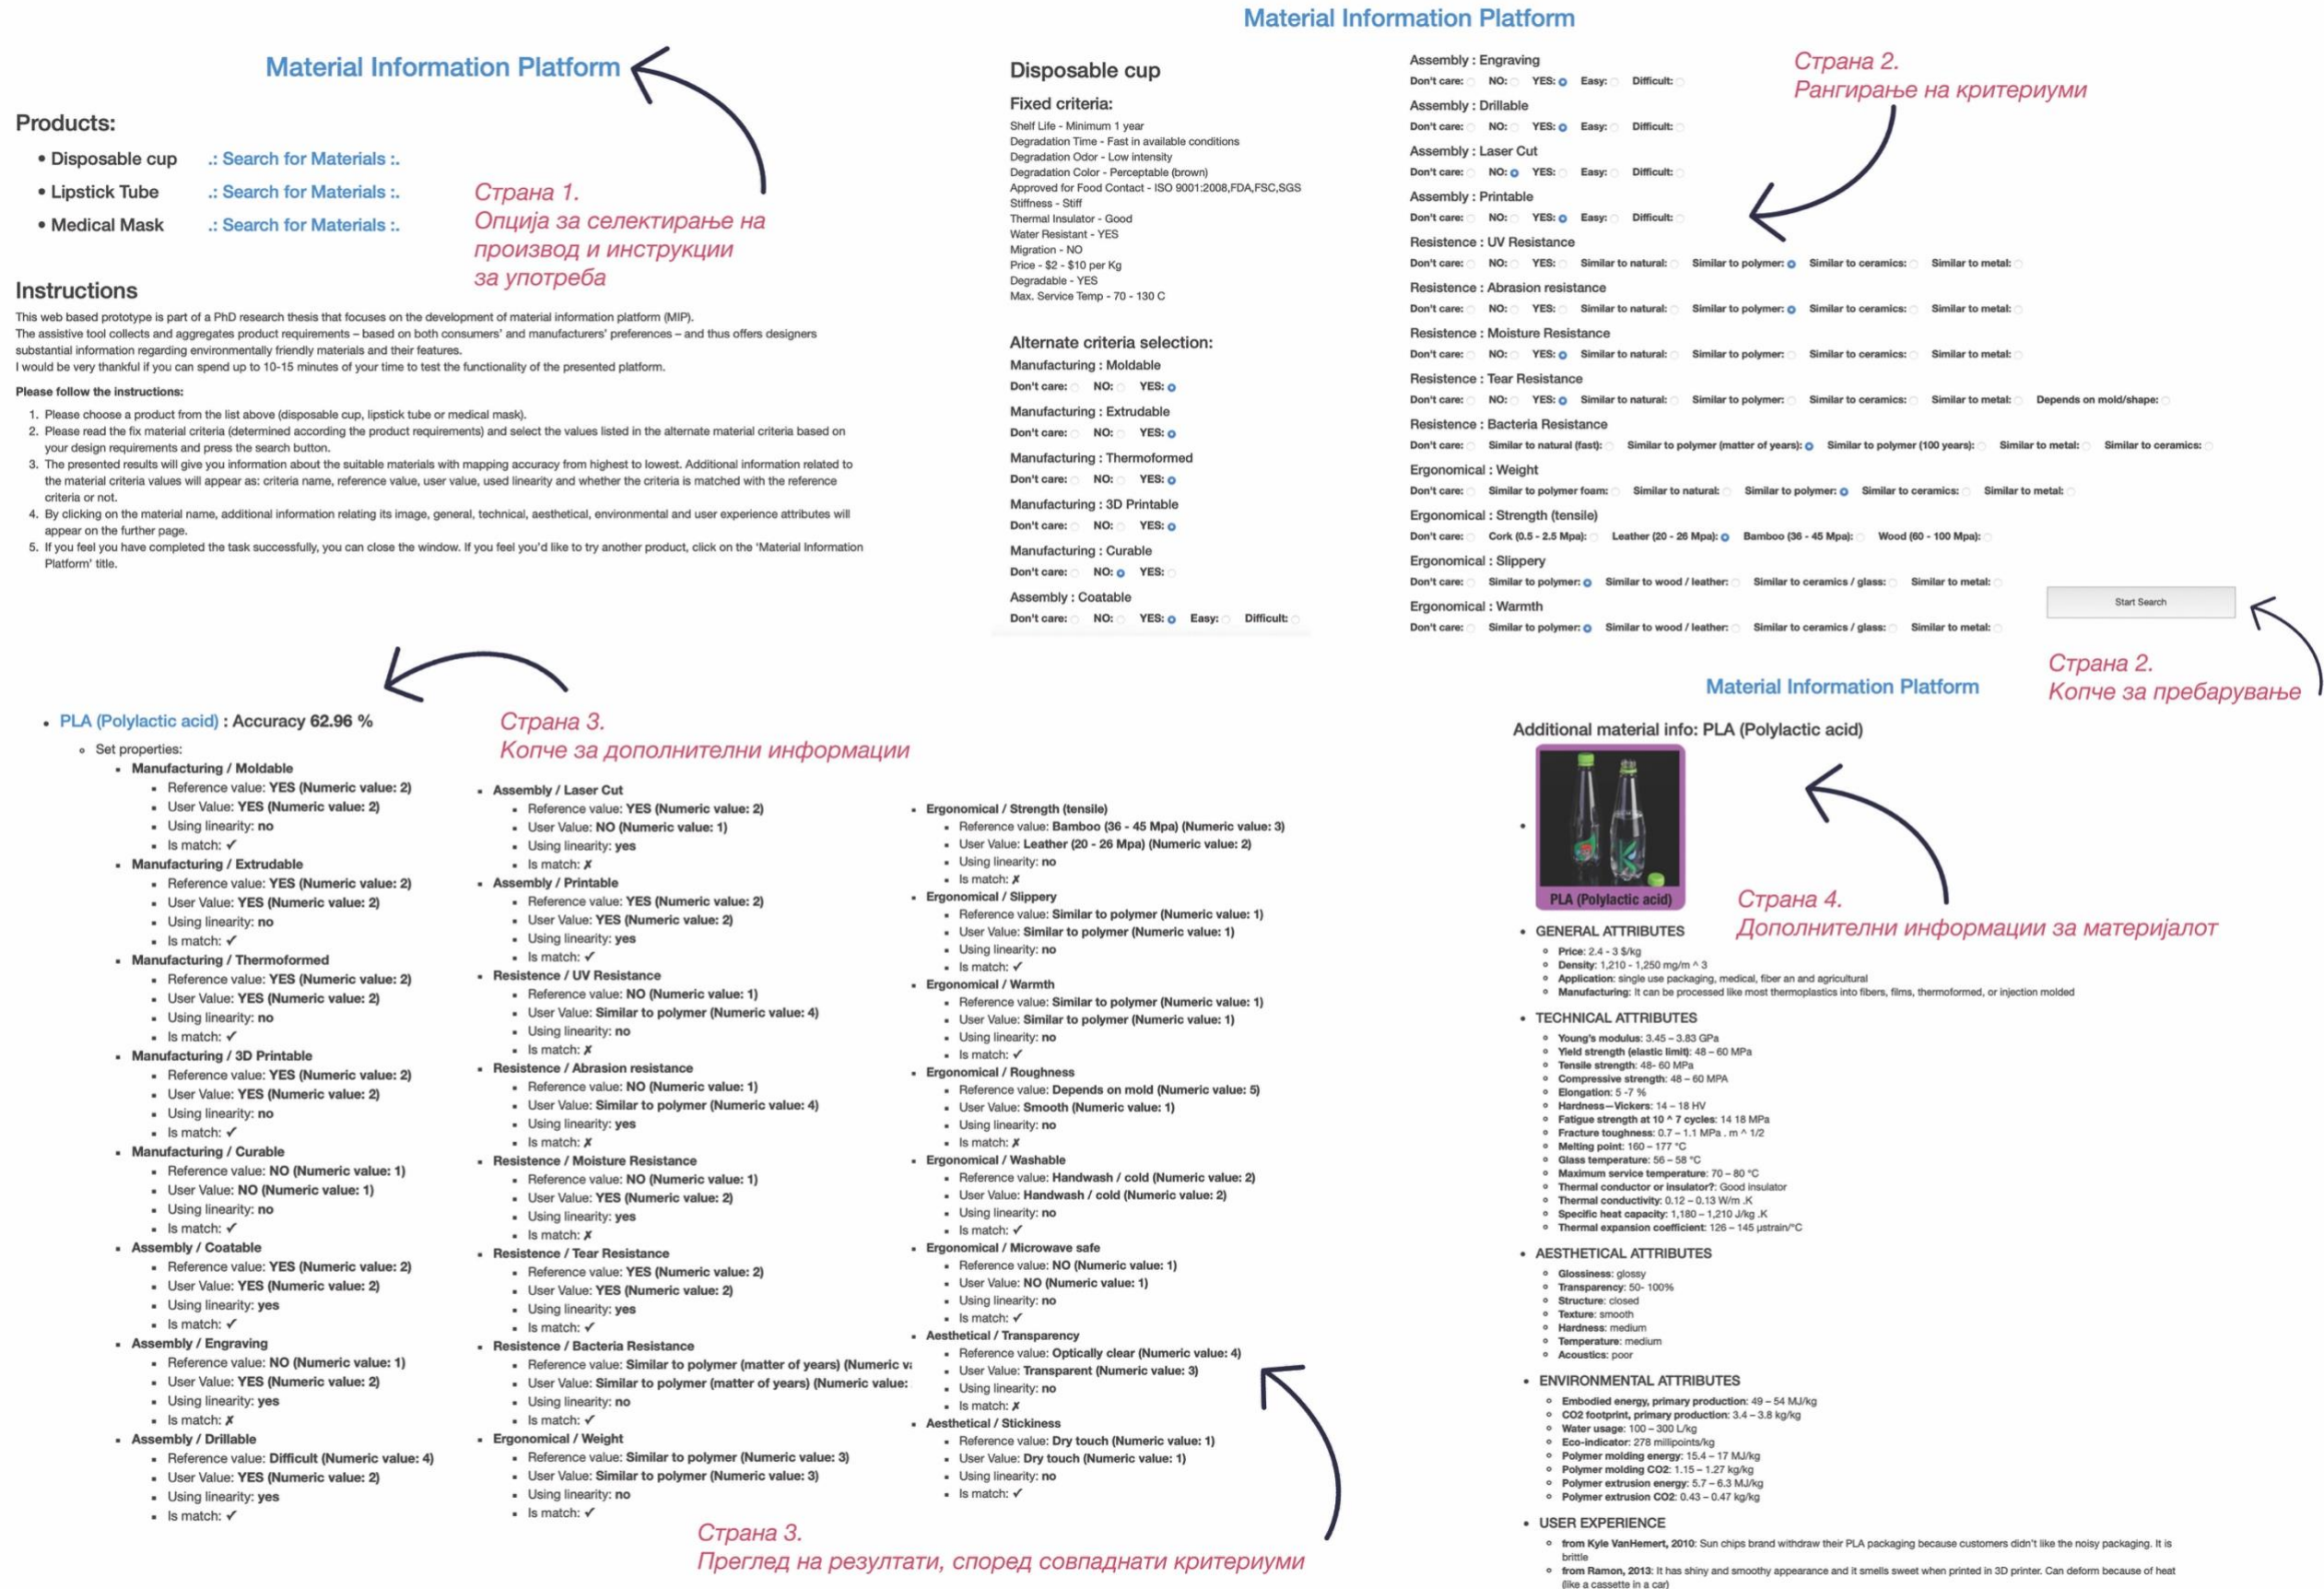 Material Information Platform
Products:
• Disposable cup .: Search for Materials :.
• Lipstick Tube .: Search for Materials :.
• Medical Mask .: Search for Materials :.
Страна 1.
Опција за селектирање на
производ и инструкции
за употреба
Instructions
This web based prototype is part of a PhD research thesis that focuses on the development of material information platform (MIP).
The assistive tool collects and aggregates product requirements – based on both consumers' and manufacturers' preferences – and thus offers designers
substantial information regarding environmentally friendly materials and their features.
I would be very thankful if you can spend up to 10-15 minutes of your time to test the functionality of the presented platform.
Please follow the instructions:
1. Please choose a product from the list above (disposable cup, lipstick tube or medical mask).
2. Please read the fix material criteria (determined according the product requirements) and select the values listed in the alternate material criteria based on
your design requirements and press the search button.
3. The presented results will give you information about the suitable materials with mapping accuracy from highest to lowest. Additional information related to
the material criteria values will appear as: criteria name, reference value, user value, used linearity and whether the criteria is matched with the reference
criteria or not.
4. By clicking on the material name, additional information relating its image, general, technical, aesthetical, environmental and user experience attributes will
appear on the further page.
5. If you feel you have completed the task successfully, you can close the window. If you feel you'd like to try another product, click on the 'Material Information
Platform' title.
Material Information Platform
Disposable cup
Fixed criteria:
Shelf Life - Minimum 1 year
Degradation Time - Fast in available conditions
Degradation Odor - Low intensity
Degradation Color - Perceptable (brown)
Approved for Food Contact - ISO 9001:2008,FDA,FSC,SGS
Stiffness - Stiff
Thermal Insulator - Good
Water Resistant - YES
Migration - NO
Price - $2 - $10 per Kg
Degradable - YES
Max. Service Temp - 70 - 130 C
Alternate criteria selection:
Manufacturing : Moldable
Don't care: NO: YES:
Manufacturing : Extrudable
Don't care: NO: YES:
Manufacturing : Thermoformed
Don't care: NO: YES:
Manufacturing : 3D Printable
Don't care: NO: YES:
Manufacturing : Curable
Don't care: NO: YES:
Assembly : Coatable
Don't care: NO: YES: Easy: Difficult:
Assembly : Engraving
Don't care: NO: YES: Easy: Difficult:
Assembly : Drillable
Don't care: NO: YES: Easy: Difficult:
Assembly : Laser Cut
Don't care: NO: YES: Easy: Difficult:
Assembly : Printable
Don't care: NO: YES: Easy: Difficult:
Resistence : UV Resistance
Don't care: NO: YES: Similar to natural: Similar to polymer: Similar to ceramics: Similar to metal:
Resistence : Abrasion resistance
Don't care: NO: YES: Similar to natural: Similar to polymer: Similar to ceramics: Similar to metal:
Resistence : Moisture Resistance
Don't care: NO: YES: Similar to natural: Similar to polymer: Similar to ceramics: Similar to metal:
Resistence : Tear Resistance
Don't care: NO: YES: Similar to natural: Similar to polymer: Similar to ceramics: Similar to metal: Depends on mold/shape:
Resistence : Bacteria Resistance
Don't care: Similar to natural (fast): Similar to polymer (matter of years): Similar to polymer (100 years): Similar to metal: Similar to ceramics:
Ergonomical : Weight
Don't care: Similar to polymer foam: Similar to natural: Similar to polymer: Similar to ceramics: Similar to metal:
Ergonomical : Strength (tensile)
Don't care: Cork (0.5 - 2.5 Mpa): Leather (20 - 26 Mpa): Bamboo (36 - 45 Mpa): Wood (60 - 100 Mpa):
Ergonomical : Slippery
Don't care: Similar to polymer: Similar to wood / leather: Similar to ceramics / glass: Similar to metal:
Ergonomical : Warmth
Don't care: Similar to polymer: Similar to wood / leather: Similar to ceramics / glass: Similar to metal:
Страна 2.
Рангирање на критериуми
Start Search
Страна 2.
Копче за пребарување
• PLA (Polylactic acid) : Accuracy 62.96 %
Страна 3.
Копче за дополнителни информации
Set properties:
Manufacturing / Moldable
Reference value: YES (Numeric value: 2)
User Value: YES (Numeric value: 2)
Using linearity: no
Is match: ✓
Manufacturing / Extrudable
Reference value: YES (Numeric value: 2)
User Value: YES (Numeric value: 2)
Using linearity: no
Is match: ✓
Manufacturing / Thermoformed
Reference value: YES (Numeric value: 2)
User Value: YES (Numeric value: 2)
Using linearity: no
Is match: ✓
Manufacturing / 3D Printable
Reference value: YES (Numeric value: 2)
User Value: YES (Numeric value: 2)
Using linearity: no
Is match: ✓
Manufacturing / Curable
Reference value: NO (Numeric value: 1)
User Value: NO (Numeric value: 1)
Using linearity: no
Is match: ✓
Assembly / Coatable
Reference value: YES (Numeric value: 2)
User Value: YES (Numeric value: 2)
Using linearity: yes
Is match: ✓
Assembly / Engraving
Reference value: NO (Numeric value: 1)
User Value: YES (Numeric value: 2)
Using linearity: yes
Is match: ✗
Assembly / Drillable
Reference value: Difficult (Numeric value: 4)
User Value: YES (Numeric value: 2)
Using linearity: yes
Is match: ✓
Assembly / Laser Cut
Reference value: YES (Numeric value: 2)
User Value: NO (Numeric value: 1)
Using linearity: yes
Is match: ✗
Assembly / Printable
Reference value: YES (Numeric value: 2)
User Value: YES (Numeric value: 2)
Using linearity: yes
Is match: ✓
Resistence / UV Resistance
Reference value: NO (Numeric value: 1)
User Value: Similar to polymer (Numeric value: 4)
Using linearity: no
Is match: ✗
Resistence / Abrasion resistance
Reference value: NO (Numeric value: 1)
User Value: Similar to polymer (Numeric value: 4)
Using linearity: yes
Is match: ✗
Resistence / Moisture Resistance
Reference value: NO (Numeric value: 1)
User Value: YES (Numeric value: 2)
Using linearity: yes
Is match: ✗
Resistence / Tear Resistance
Reference value: YES (Numeric value: 2)
User Value: YES (Numeric value: 2)
Using linearity: yes
Is match: ✓
Resistence / Bacteria Resistance
Reference value: Similar to polymer (matter of years) (Numeric va
User Value: Similar to polymer (matter of years) (Numeric value:
Using linearity: no
Is match: ✓
Ergonomical / Weight
Reference value: Similar to polymer (Numeric value: 3)
User Value: Similar to polymer (Numeric value: 3)
Using linearity: no
Is match: ✓
Ergonomical / Strength (tensile)
Reference value: Bamboo (36 - 45 Mpa) (Numeric value: 3)
User Value: Leather (20 - 26 Mpa) (Numeric value: 2)
Using linearity: no
Is match: ✗
Ergonomical / Slippery
Reference value: Similar to polymer (Numeric value: 1)
User Value: Similar to polymer (Numeric value: 1)
Using linearity: no
Is match: ✓
Ergonomical / Warmth
Reference value: Similar to polymer (Numeric value: 1)
User Value: Similar to polymer (Numeric value: 1)
Using linearity: no
Is match: ✓
Ergonomical / Roughness
Reference value: Depends on mold (Numeric value: 5)
User Value: Smooth (Numeric value: 1)
Using linearity: no
Is match: ✗
Ergonomical / Washable
Reference value: Handwash / cold (Numeric value: 2)
User Value: Handwash / cold (Numeric value: 2)
Using linearity: no
Is match: ✓
Ergonomical / Microwave safe
Reference value: NO (Numeric value: 1)
User Value: NO (Numeric value: 1)
Using linearity: no
Is match: ✓
Aesthetical / Transparency
Reference value: Optically clear (Numeric value: 4)
User Value: Transparent (Numeric value: 3)
Using linearity: no
Is match: ✗
Aesthetical / Stickiness
Reference value: Dry touch (Numeric value: 1)
User Value: Dry touch (Numeric value: 1)
Using linearity: no
Is match: ✓
Страна 3.
Преглед на резултати, според совпаднати критериуми
Material Information Platform
Additional material info: PLA (Polylactic acid)
PLA (Polylactic acid)
Страна 4.
Дополнителни информации за материјалот
• GENERAL ATTRIBUTES
Price: 2.4 - 3 $/kg
Density: 1,210 - 1,250 mg/m ^ 3
Application: single use packaging, medical, fiber an and agricultural
Manufacturing: It can be processed like most thermoplastics into fibers, films, thermoformed, or injection molded
• TECHNICAL ATTRIBUTES
Young's modulus: 3.45 – 3.83 GPa
Yield strength (elastic limit): 48 – 60 MPa
Tensile strength: 48- 60 MPa
Compressive strength: 48 – 60 MPA
Elongation: 5 -7 %
Hardness—Vickers: 14 – 18 HV
Fatigue strength at 10 ^ 7 cycles: 14 18 MPa
Fracture toughness: 0.7 – 1.1 MPa . m ^ 1/2
Melting point: 160 – 177 °C
Glass temperature: 56 – 58 °C
Maximum service temperature: 70 – 80 °C
Thermal conductor or insulator?: Good insulator
Thermal conductivity: 0.12 – 0.13 W/m .K
Specific heat capacity: 1,180 – 1,210 J/kg .K
Thermal expansion coefficient: 126 – 145 µstrain/°C
• AESTHETICAL ATTRIBUTES
Glossiness: glossy
Transparency: 50- 100%
Structure: closed
Texture: smooth
Hardness: medium
Temperature: medium
Acoustics: poor
• ENVIRONMENTAL ATTRIBUTES
Embodied energy, primary production: 49 – 54 MJ/kg
CO2 footprint, primary production: 3.4 – 3.8 kg/kg
Water usage: 100 – 300 L/kg
Eco-indicator: 278 millipoints/kg
Polymer molding energy: 15.4 – 17 MJ/kg
Polymer molding CO2: 1.15 – 1.27 kg/kg
Polymer extrusion energy: 5.7 – 6.3 MJ/kg
Polymer extrusion CO2: 0.43 – 0.47 kg/kg
• USER EXPERIENCE
from Kyle VanHemert, 2010: Sun chips brand withdraw their PLA packaging because customers didn't like the noisy packaging. It is
brittle
from Ramon, 2013: It has shiny and smoothy appearance and it smells sweet when printed in 3D printer. Can deform because of heat
(like a cassette in a car)